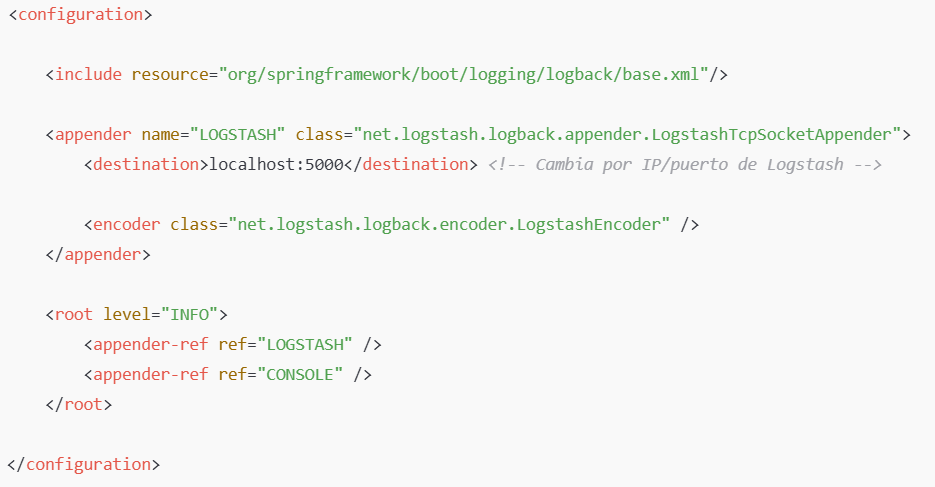 <configuration>
<include resource="org/springframework/boot/logging/logback/base.xml"/>
<appender name="LOGSTASH" class="net.logstash.logback.appender.LogstashTcpSocketAppender">
<destination>localhost:5000</destination> <!-- Cambia por IP/puerto de Logstash -->
<encoder class="net.logstash.logback.encoder.LogstashEncoder" />
</appender>
<root level="INFO">
<appender-ref ref="LOGSTASH" />
<appender-ref ref="CONSOLE" />
</root>
</configuration>